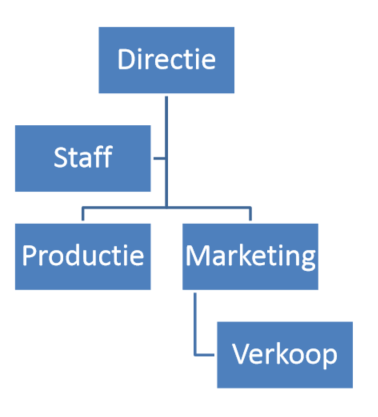 Directie
Staff
Productie
Marketing
Verkoop